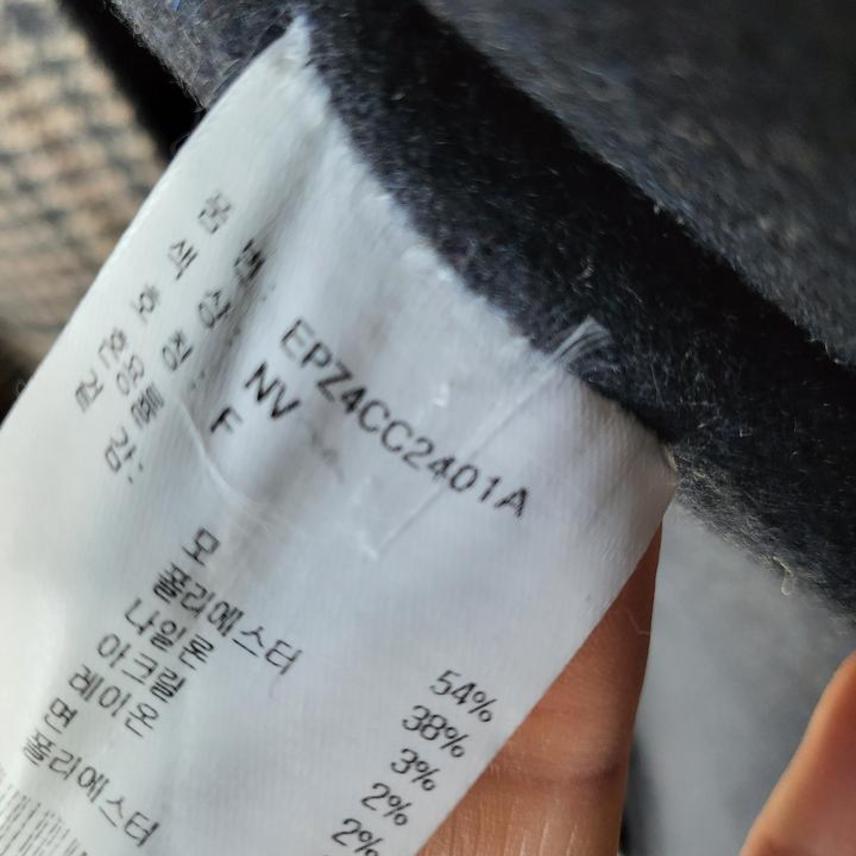 품 번 : EPZ4CC2401A
색 상 : NV
호 칭 : F
혼용률
겉 감 :
모 54%
폴리에스터 38%
나일론 3%
아크릴 2%
레이온 2%
면
폴리에스터